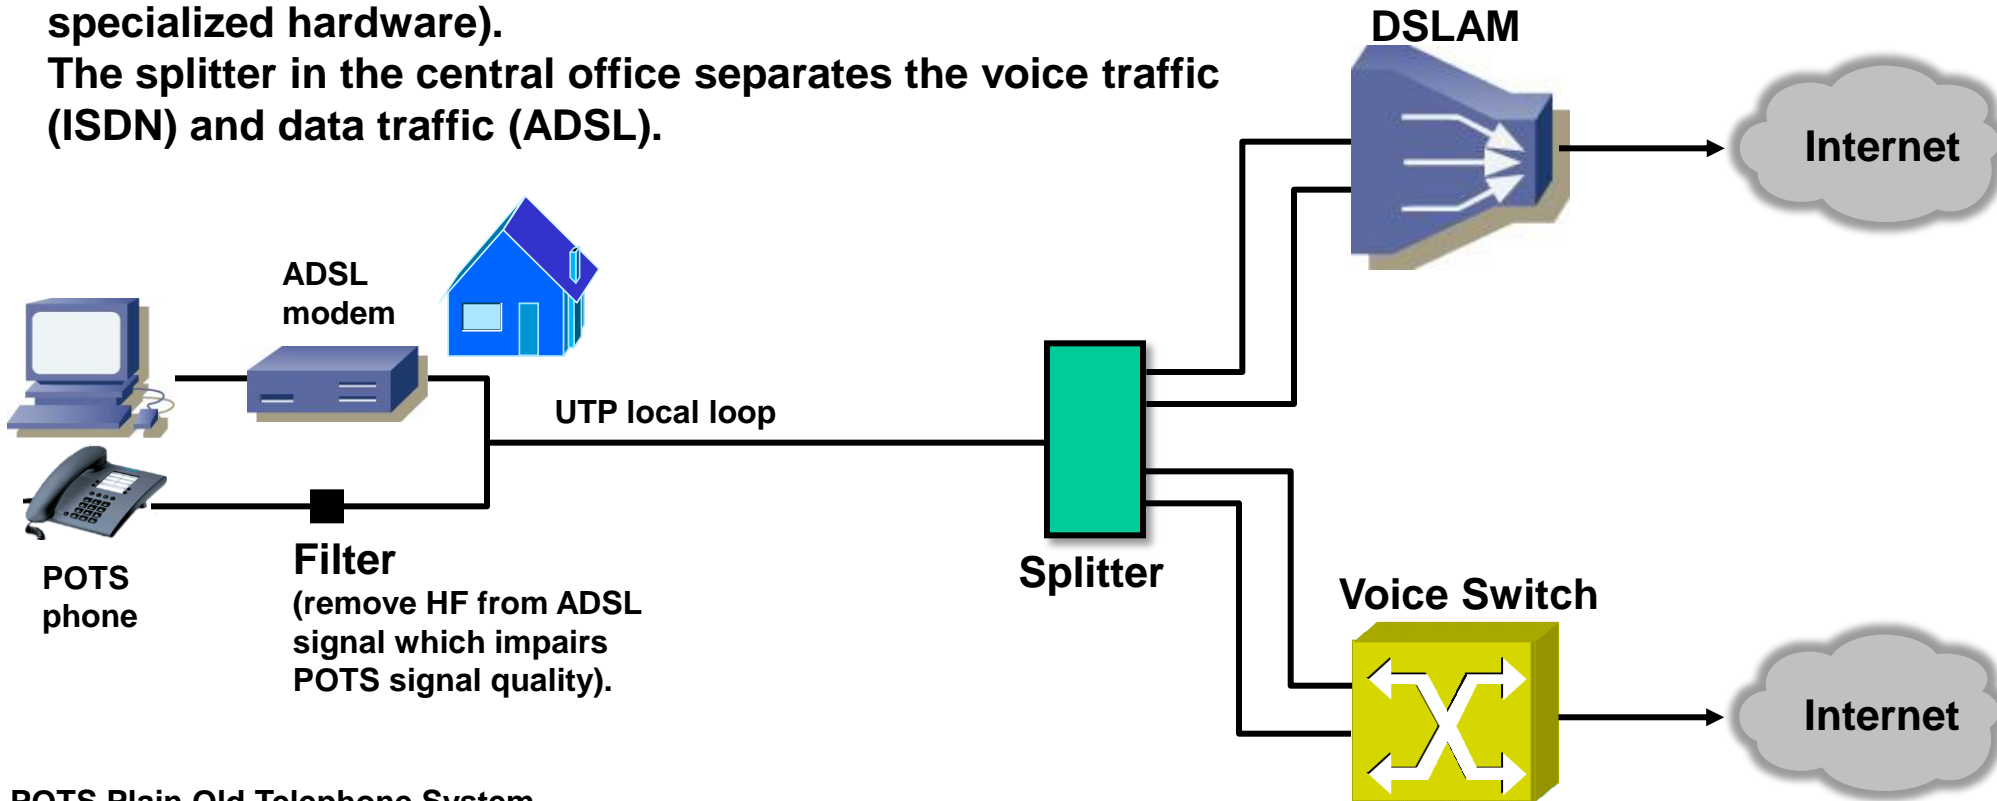 specialized hardware).
The splitter in the central office separates the voice traffic
(ISDN) and data traffic (ADSL).
DSLAM
Internet
ADSL
modem
UTP local loop
POTS
phone
Filter
(remove HF from ADSL
signal which impairs
POTS signal quality).
Splitter
Voice Switch
Internet
POTS Plain Old Telephone System